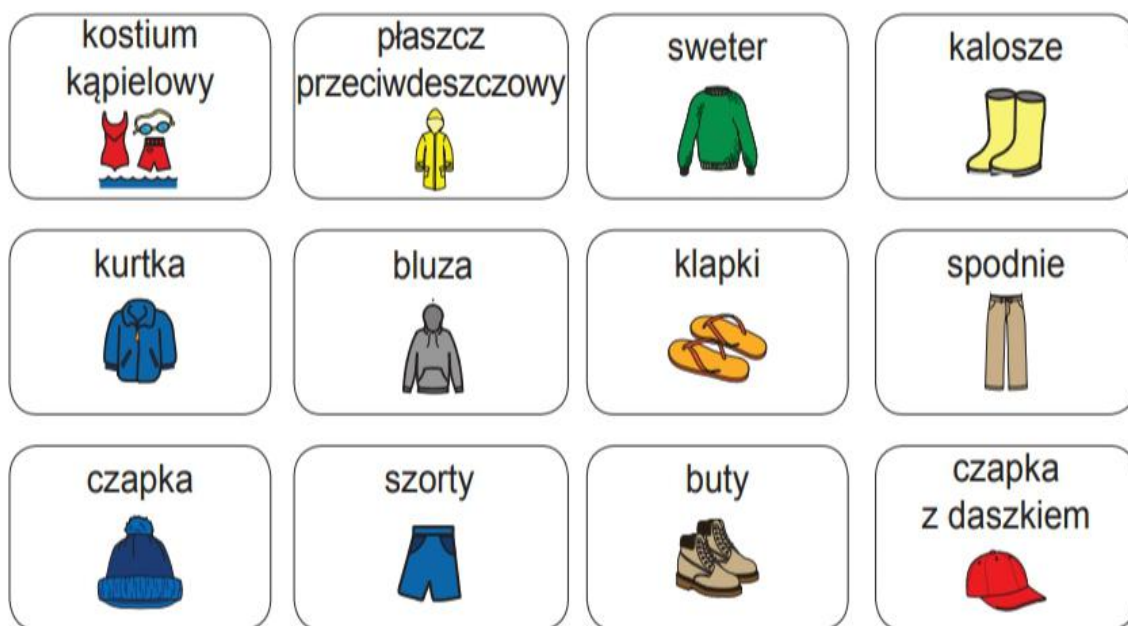 kostium
kąpielowy
płaszcz
przeciwdeszczowy
sweter
kalosze
kurtka
bluza
klapki
spodnie
czapka
szorty
buty
czapka
z daszkiem